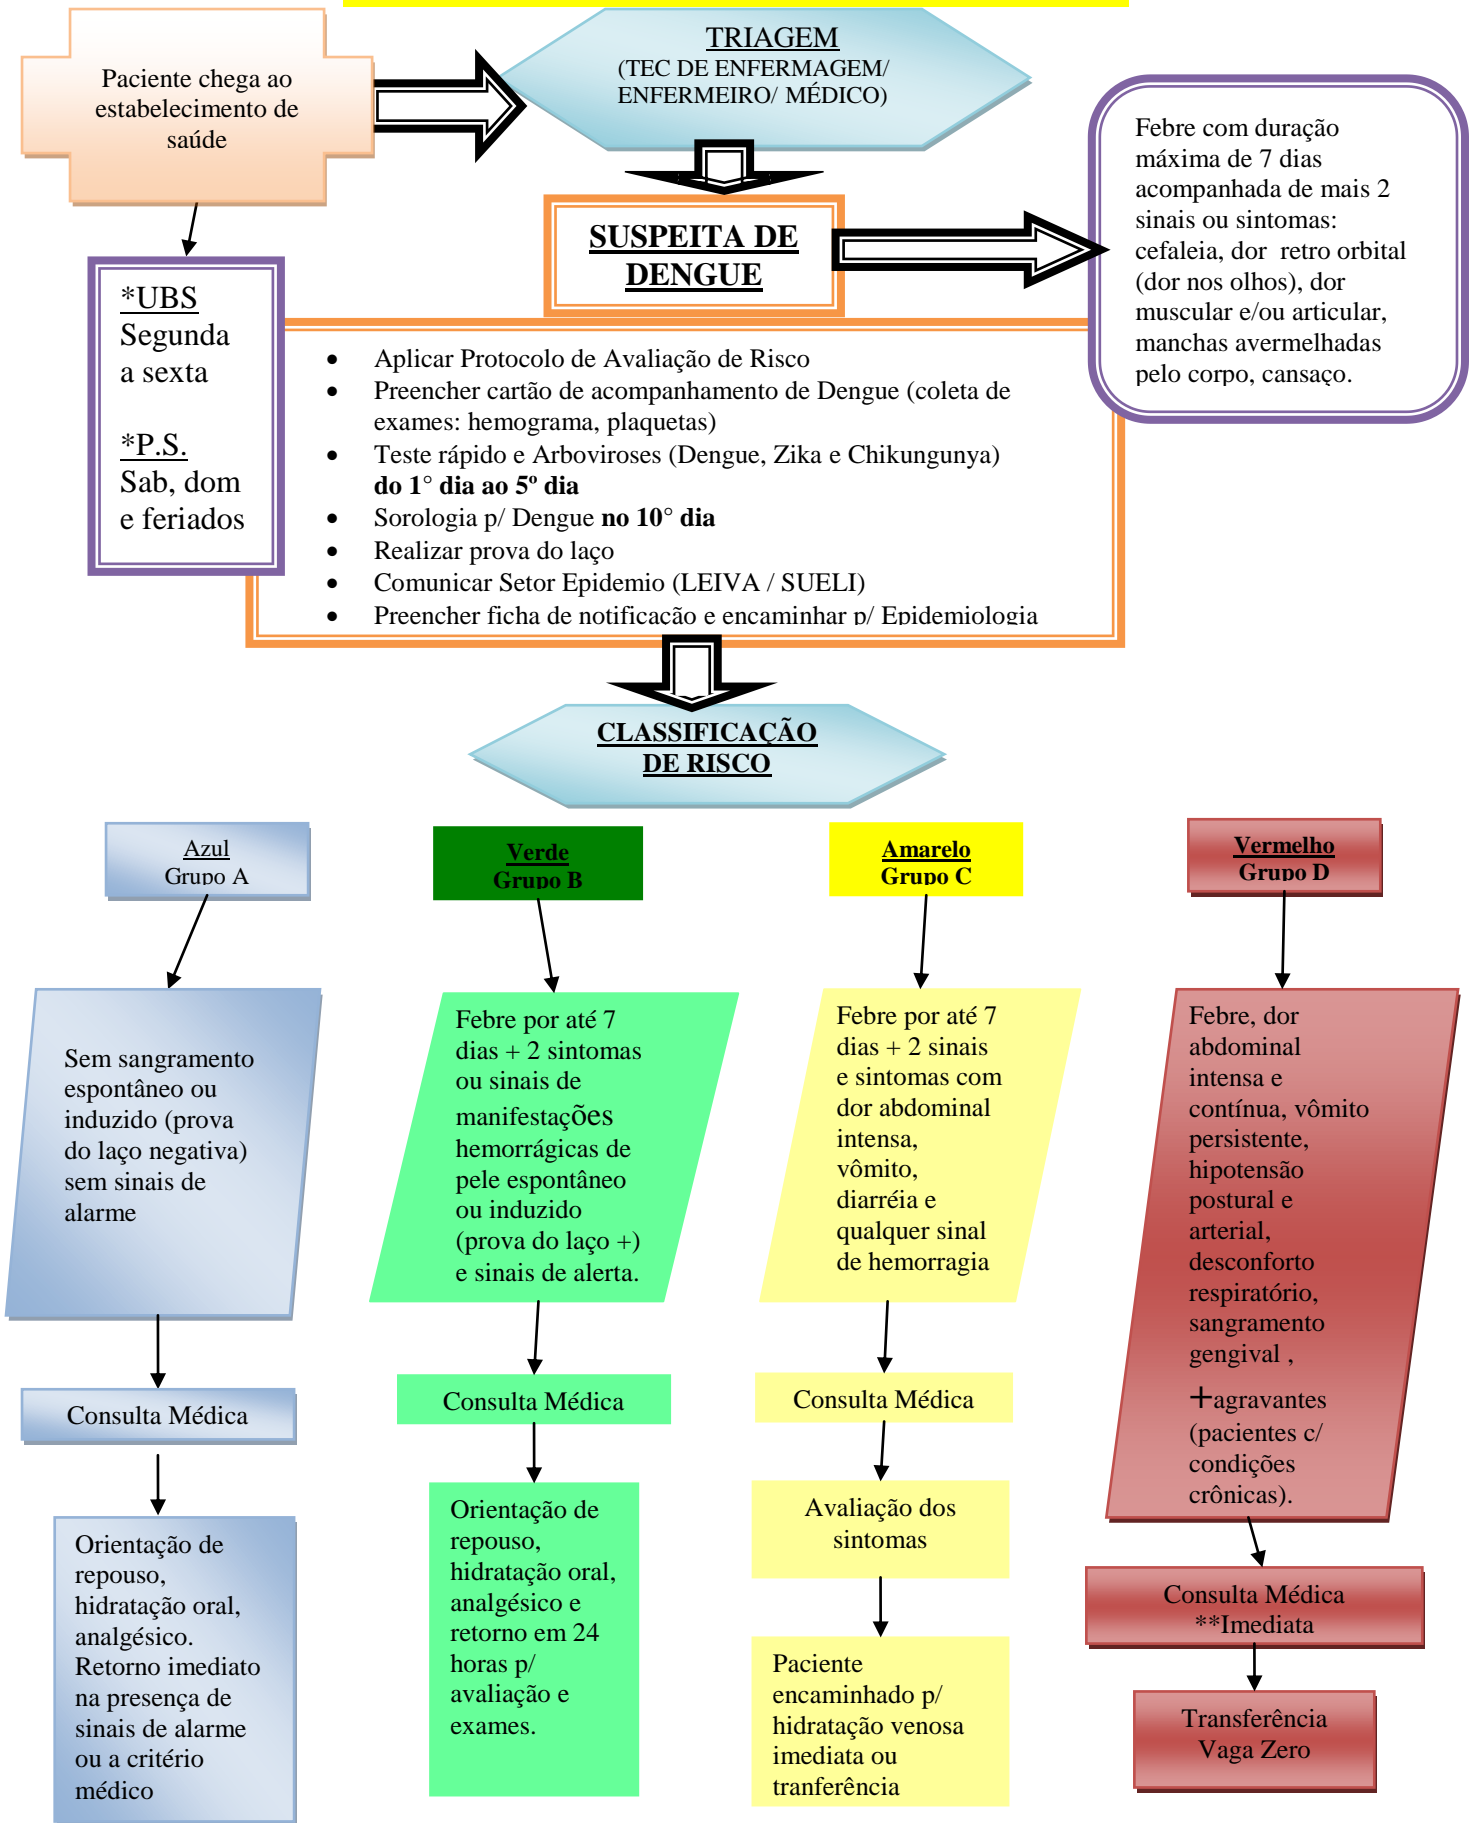 Paciente chega ao
estabelecimento de
saúde
TRIAGEM
(TEC DE ENFERMAGEM/
ENFERMEIRO/ MÉDICO)
SUSPEITA DE
DENGUE
Febre com duração
máxima de 7 dias
acompanhada de mais 2
sinais ou sintomas:
cefaleia, dor retro orbital
(dor nos olhos), dor
muscular e/ou articular,
manchas avermelhadas
pelo corpo, cansaço.
*UBS
Segunda
a sexta
*P.S.
Sab, dom
e feriados
• Aplicar Protocolo de Avaliação de Risco
• Preencher cartão de acompanhamento de Dengue (coleta de
exames: hemograma, plaquetas)
• Teste rápido e Arboviroses (Dengue, Zika e Chikungunya)
do 1° dia ao 5º dia
• Sorologia p/ Dengue no 10° dia
• Realizar prova do laço
• Comunicar Setor Epidemio (LEIVA / SUELI)
• Preencher ficha de notificação e encaminhar p/ Epidemiologia
CLASSIFICAÇÃO
DE RISCO
Azul
Grupo A
Sem sangramento
espontâneo ou
induzido (prova
do laço negativa)
sem sinais de
alarme
Consulta Médica
Orientação de
repouso,
hidratação oral,
analgésico.
Retorno imediato
na presença de
sinais de alarme
ou a critério
médico
Verde
Grupo B
Febre por até 7
dias + 2 sintomas
ou sinais de
manifestações
hemorrágicas de
pele espontâneo
ou induzido
(prova do laço +)
e sinais de alerta.
Consulta Médica
Orientação de
repouso,
hidratação oral,
analgésico e
retorno em 24
horas p/
avaliação e
exames.
Amarelo
Grupo C
Febre por até 7
dias + 2 sinais
e sintomas com
dor abdominal
intensa,
vômito,
diarréia e
qualquer sinal
de hemorragia
Consulta Médica
Avaliação dos
sintomas
Paciente
encaminhado p/
hidratação venosa
imediata ou
tranferência
Vermelho
Grupo D
Febre, dor
abdominal
intensa e
contínua, vômito
persistente,
hipotensão
postural e
arterial,
desconforto
respiratório,
sangramento
gengival ,
+agravantes
(pacientes c/
condições
crônicas).
Consulta Médica
**Imediata
Transferência
Vaga Zero